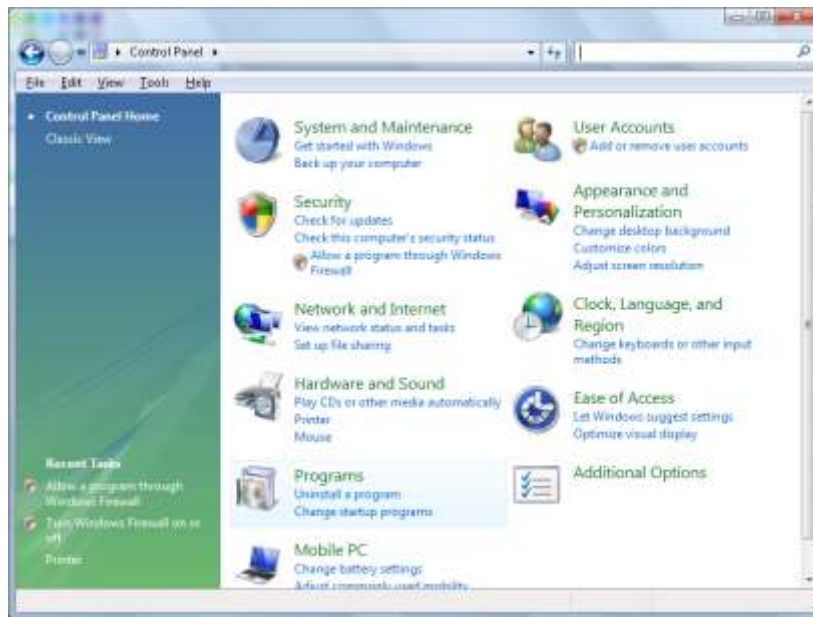 Control Panel
File Edit View Tools Help
Control Panel Home
Classic View
System and Maintenance
Get started with Windows
Back up your computer
Security
Check for updates
Check this computer's security status
Allow a program through Windows
Firewall
Network and Internet
View network status and tasks
Set up file sharing
Hardware and Sound
Play CDs or other media automatically
Printer
Mouse
Programs
Uninstall a program
Change startup programs
Mobile PC
Change battery settings
Adjust commonly used mobility
User Accounts
Add or remove user accounts
Appearance and
Personalization
Change desktop background
Customize colors
Adjust screen resolution
Clock, Language, and
Region
Change keyboards or other input
methods
Ease of Access
Let Windows suggest settings
Optimize visual display
Additional Options
Recent Tasks
Allow a program through
Windows Firewall
Turn Windows Firewall on or
off
Printer